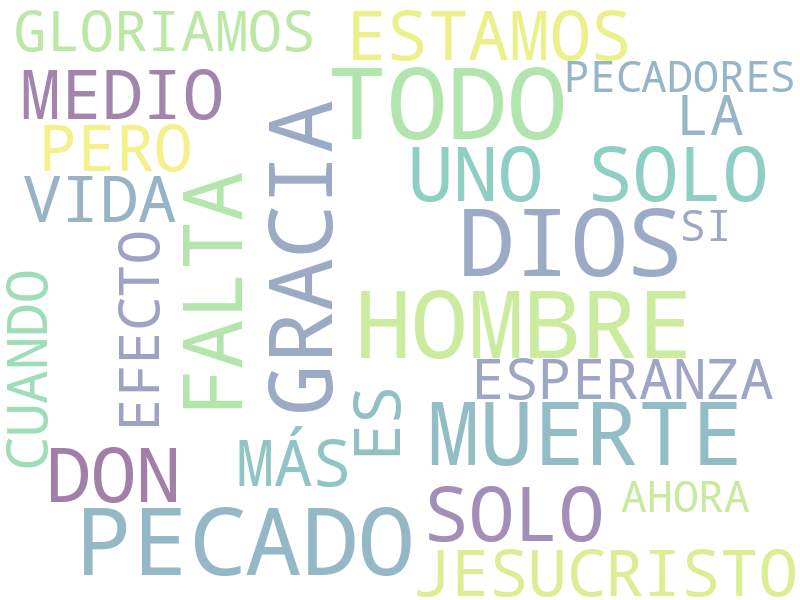 GLORIAMOS
ESTAMOS
MEDIO
TODO
PECADORES
LA
PERO
GRACIA
UNO SOLO
VIDA
FALTA
DIOS
SI
EFECTO
CUANDO
HOMBRE
ESPERANZA
ES
MUERTE
MÁS
DON
SOLO
AHORA
PECADO
JESUCRISTO